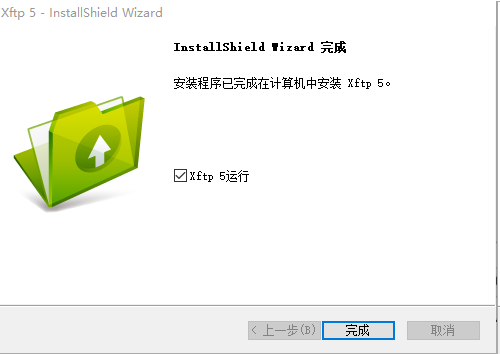 Xftp 5 - InstallShield Wizard
InstallShield Wizard 完成
安装程序已完成在计算机中安装 Xftp 5。
Xftp 5运行
< 上一步(B)
完成
取消